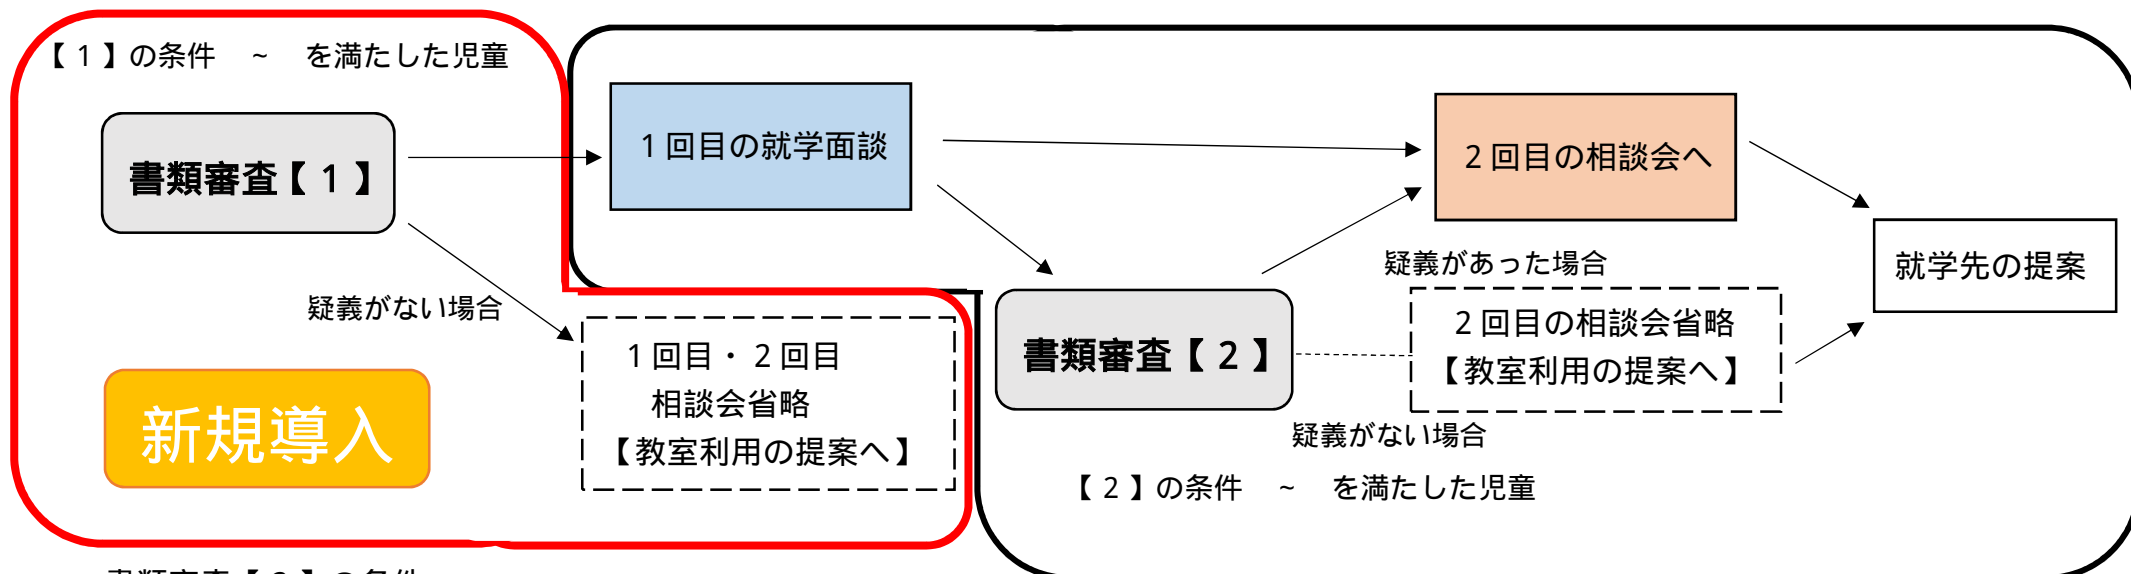 【1】の条件　~　を満たした児童
書類審査【1】
疑義がない場合
新規導入
1回目・2回目
相談会省略
【教室利用の提案へ】
1回目の就学面談
2回目の相談会へ
疑義があった場合
書類審査【2】
2回目の相談会省略
【教室利用の提案へ】
疑義がない場合
【2】の条件　~　を満たした児童
就学先の提案